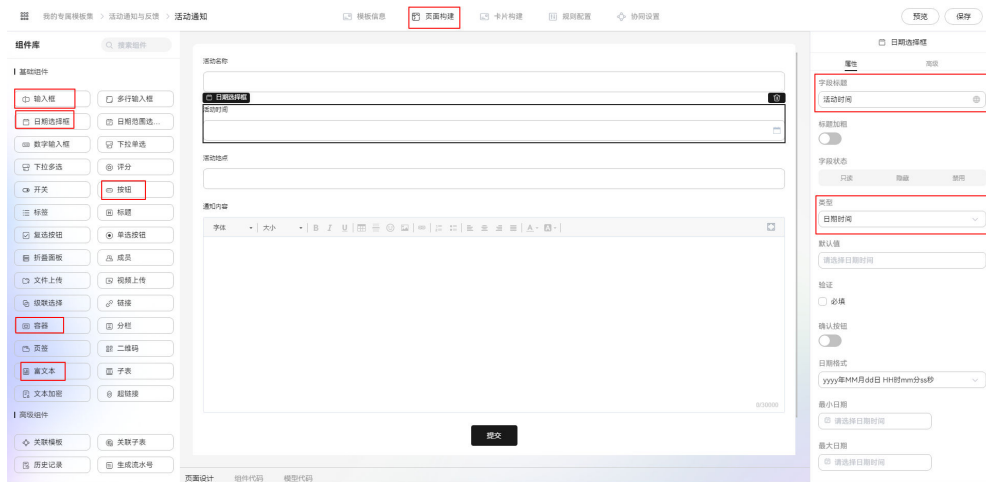 我的专属模板集 > 活动通知与反馈 > 活动通知
模板信息
页面构建
卡片构建
规则配置
协同设置
预览
保存
组件库
搜索组件
基础组件
输入框
多行输入框
日期选择框
日期范围选...
数字输入框
下拉单选
下拉多选
评分
开关
按钮
标签
标题
复选按钮
单选按钮
折叠面板
成员
文件上传
视频上传
级联选择
链接
容器
分栏
页签
二维码
富文本
子表
文本加密
超链接
高级组件
关联模板
关联子表
历史记录
生成流水号
活动名称
日期选择框
活动时间
活动地点
通知内容
字体
大小
B I U
A
A
0/30000
提交
页面设计
组件代码
模型代码
日期选择框
属性
高级
字段标题
活动时间
标题加粗
字段状态
只读
隐藏
禁用
类型
日期时间
默认值
请选择日期时间
验证
必填
确认按钮
日期格式
yyyy年MM月dd日 HH时mm分ss秒
最小日期
请选择日期时间
最大日期
请选择日期时间